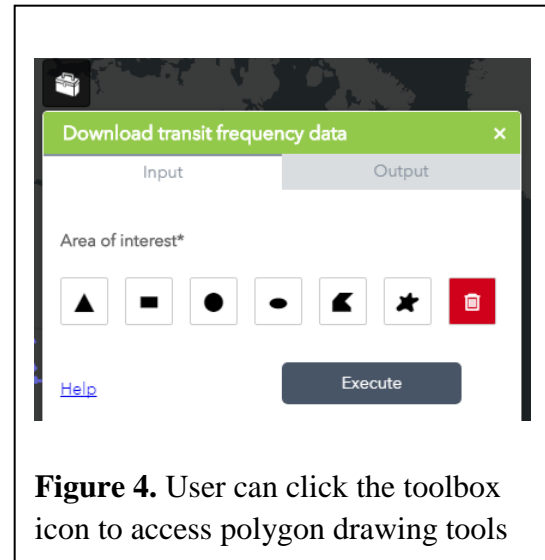 Download transit frequency data ×
Input Output
Area of interest*
Help Execute
Figure 4. User can click the toolbox
icon to access polygon drawing tools